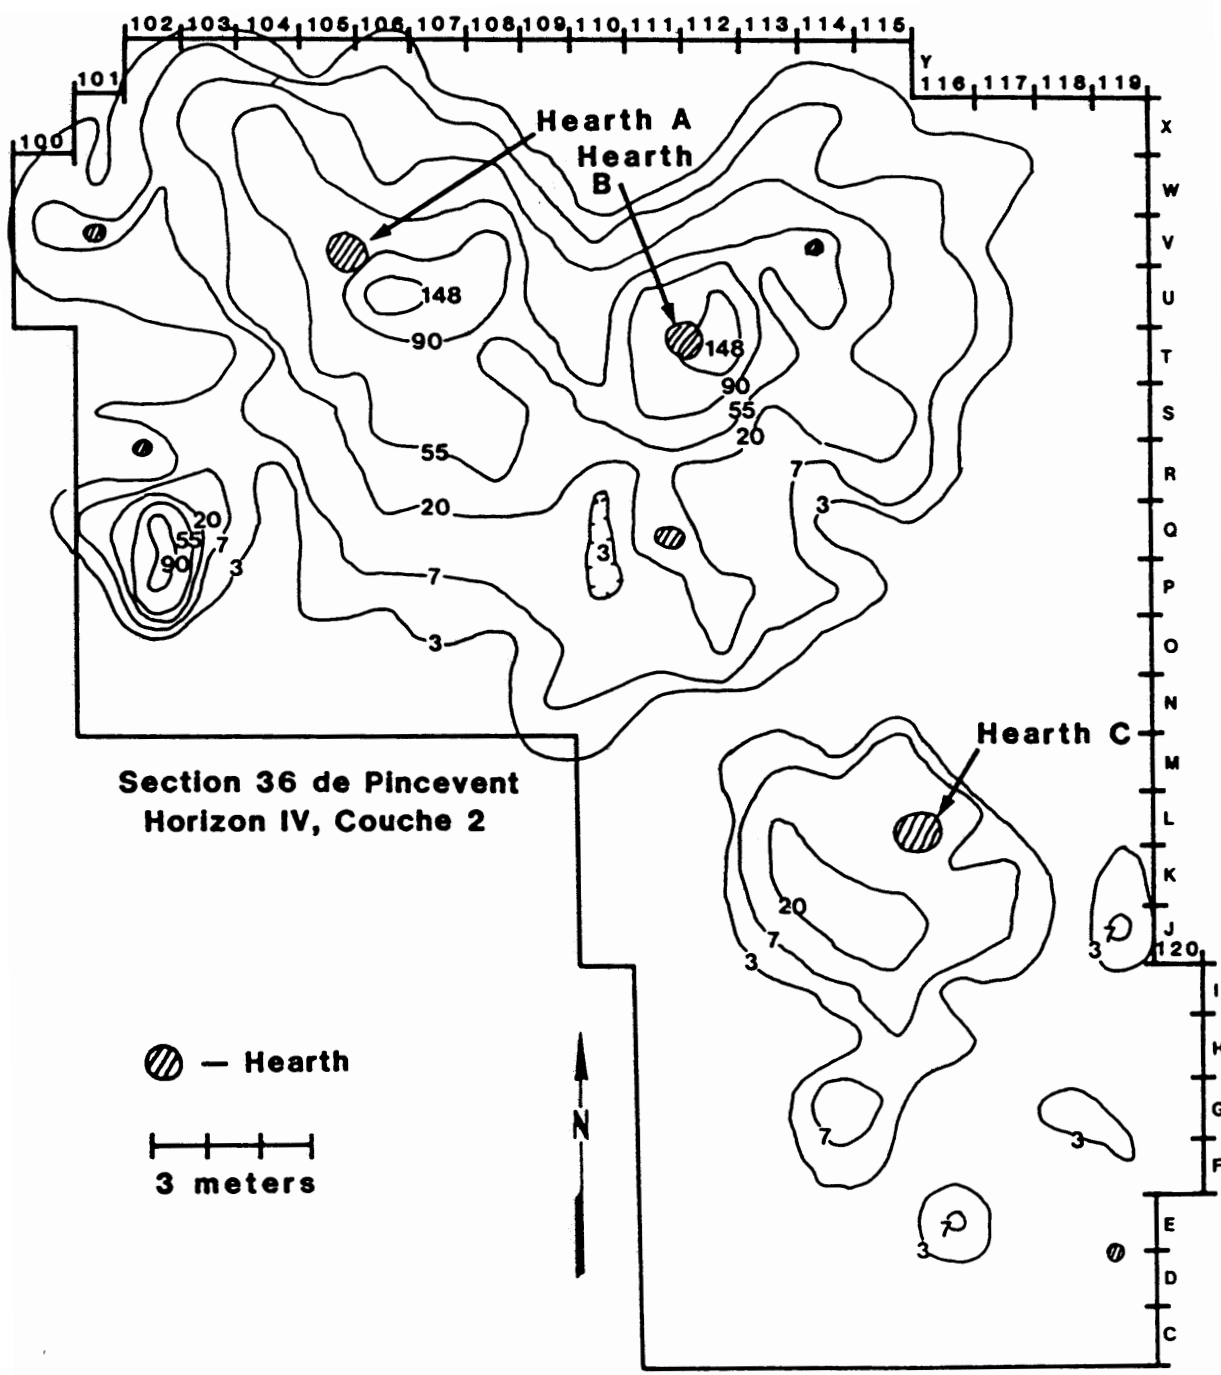 102 103 104 105 106 107 108 109 110 111 112 113 114 115
Y
101
116 117 118 119
100
Hearth A
Hearth
B
X
W
V
U
T
S
R
Q
P
O
N
M
L
K
J
120
I
H
G
F
E
D
C
148
90
148
90
55
20
55
20
7
3
7
3
20
55
7
90
3
3
Hearth C
Section 36 de Pincevent
Horizon IV, Couche 2
20
7
3
7
3
7
3
7
3
— Hearth
N
3 meters